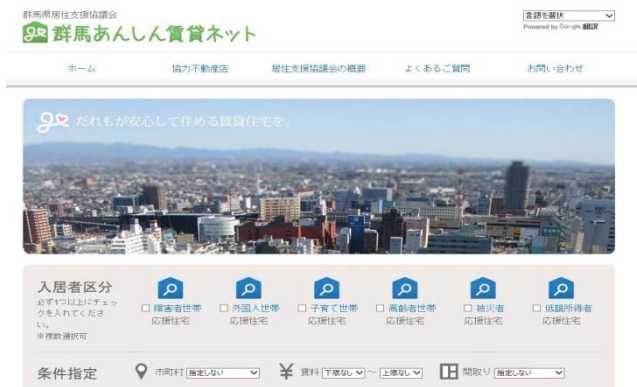 群馬県居住支援協議会
群馬あんしん賃貸ネット
言語を選択
Powered by Google 翻訳
ホーム 協力不動産店 居住支援協議会の概要 よくあるご質問 お問い合わせ
だれもが安心して住める賃貸住宅を。
入居者区分
必ず1つ以上にチェッ
クを入れてくださ
い。
※複数選択可
障害者世帯 外国人世帯 子育て世帯 高齢者世帯 被災者 低額所得者
応援住宅 応援住宅 応援住宅 応援住宅 応援住宅 応援住宅
条件指定 市町村 指定しない 賃料 下限なし ～ 上限なし 間取り 指定しない